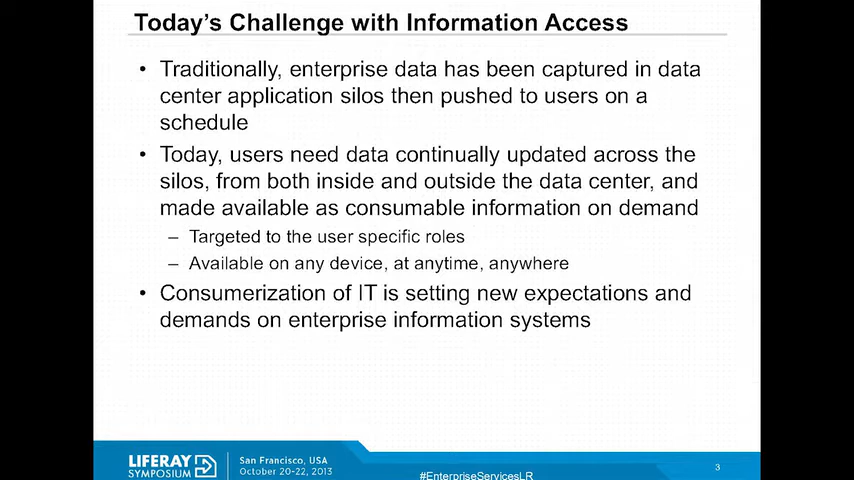 Today's Challenge with Information Access
• Traditionally, enterprise data has been captured in data
center application silos then pushed to users on a
schedule
• Today, users need data continually updated across the
silos, from both inside and outside the data center, and
made available as consumable information on demand
– Targeted to the user specific roles
– Available on any device, at anytime, anywhere
• Consumerization of IT is setting new expectations and
demands on enterprise information systems
LIFERAY
SYMPOSIUM
San Francisco, USA
October 20-22, 2013
#EnterpriseServicesLR
3